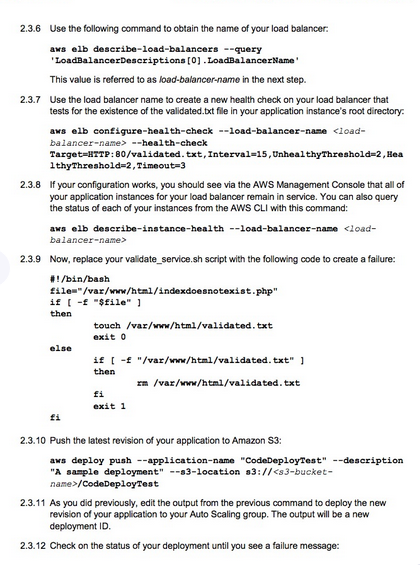 2.3.6 Use the following command to obtain the name of your load balancer:
aws elb describe-load-balancers --query
'LoadBalancerDescriptions[0].LoadBalancerName'
This value is referred to as load-balancer-name in the next step.
2.3.7 Use the load balancer name to create a new health check on your load balancer that
tests for the existence of the validated.txt file in your application instance's root directory:
aws elb configure-health-check --load-balancer-name <load-
balancer-name> --health-check
Target=HTTP:80/validated.txt,Interval=15,UnhealthyThreshold=2,Hea
lthyThreshold=2,Timeout=3
2.3.8 If your configuration works, you should see via the AWS Management Console that all of
your application instances for your load balancer remain in service. You can also query
the status of each of your instances from the AWS CLI with this command:
aws elb describe-instance-health --load-balancer-name <load-
balancer-name>
2.3.9 Now, replace your validate_service.sh script with the following code to create a failure:
#!/bin/bash
file="/var/www/html/indexdoesnotexist.php"
if [ -f "$file" ]
then
touch /var/www/html/validated.txt
exit 0
else
if [ -f "/var/www/html/validated.txt" ]
then
rm /var/www/html/validated.txt
fi
exit 1
fi
2.3.10 Push the latest revision of your application to Amazon S3:
aws deploy push --application-name "CodeDeployTest" --description
"A sample deployment" --s3-location s3://<s3-bucket-
name>/CodeDeployTest
2.3.11 As you did previously, edit the output from the previous command to deploy the new
revision of your application to your Auto Scaling group. The output will be a new
deployment ID.
2.3.12 Check on the status of your deployment until you see a failure message: